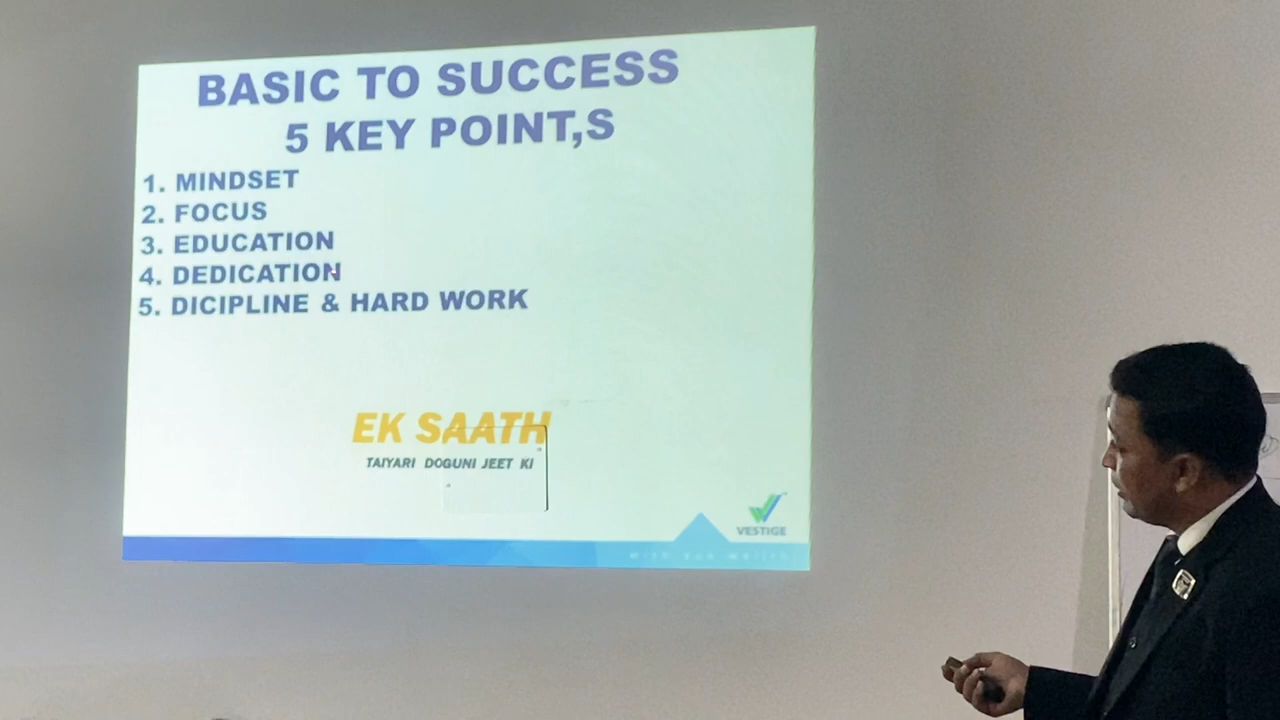 BASIC TO SUCCESS
5 KEY POINT,S
1. MINDSET
2. FOCUS
3. EDUCATION
4. DEDICATION
5. DICIPLINE & HARD WORK
EK SAATH
TAIYARI DOGUNI JEET KI
VESTIGE